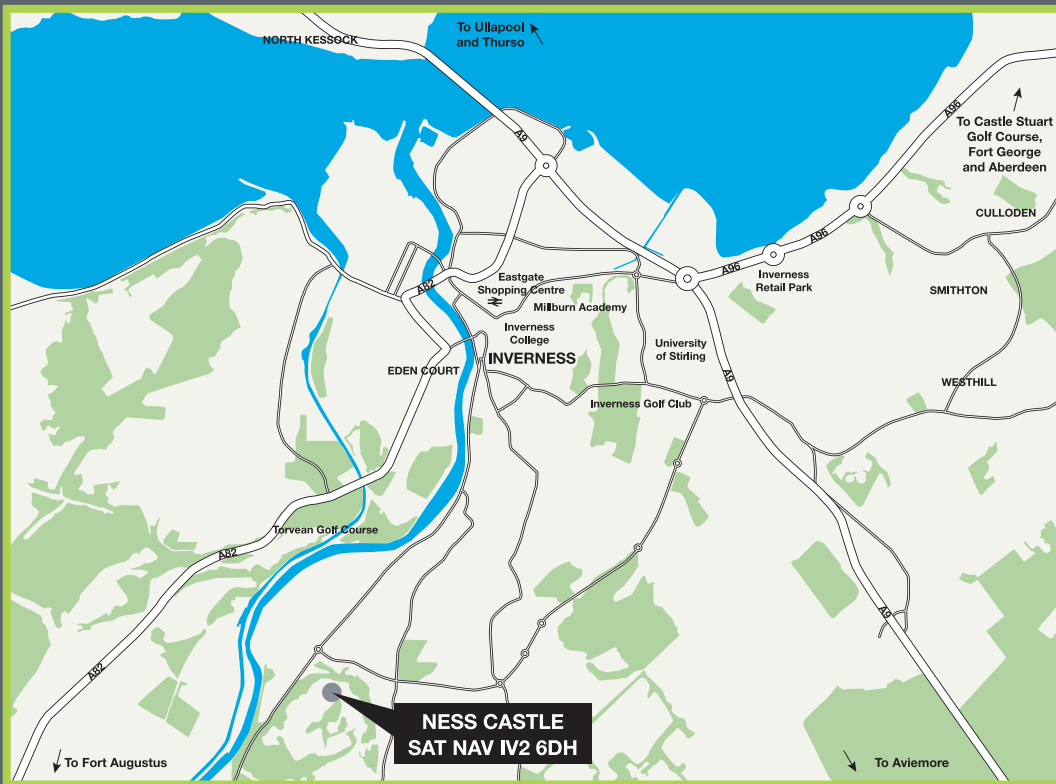 To Ullapool
and Thurso
NORTH KESSOCK
A9
A96
To Castle Stuart
Golf Course,
Fort George
and Aberdeen
CULLODEN
A96
A96
Inverness
Retail Park
SMITHTON
A82
Eastgate
Shopping Centre
Millburn Academy
Inverness
College
INVERNESS
University
of Stirling
EDEN COURT
A9
WESTHILL
Inverness Golf Club
Torvean Golf Course
A82
A9
A82
NESS CASTLE
SAT NAV IV2 6DH
To Fort Augustus
To Aviemore